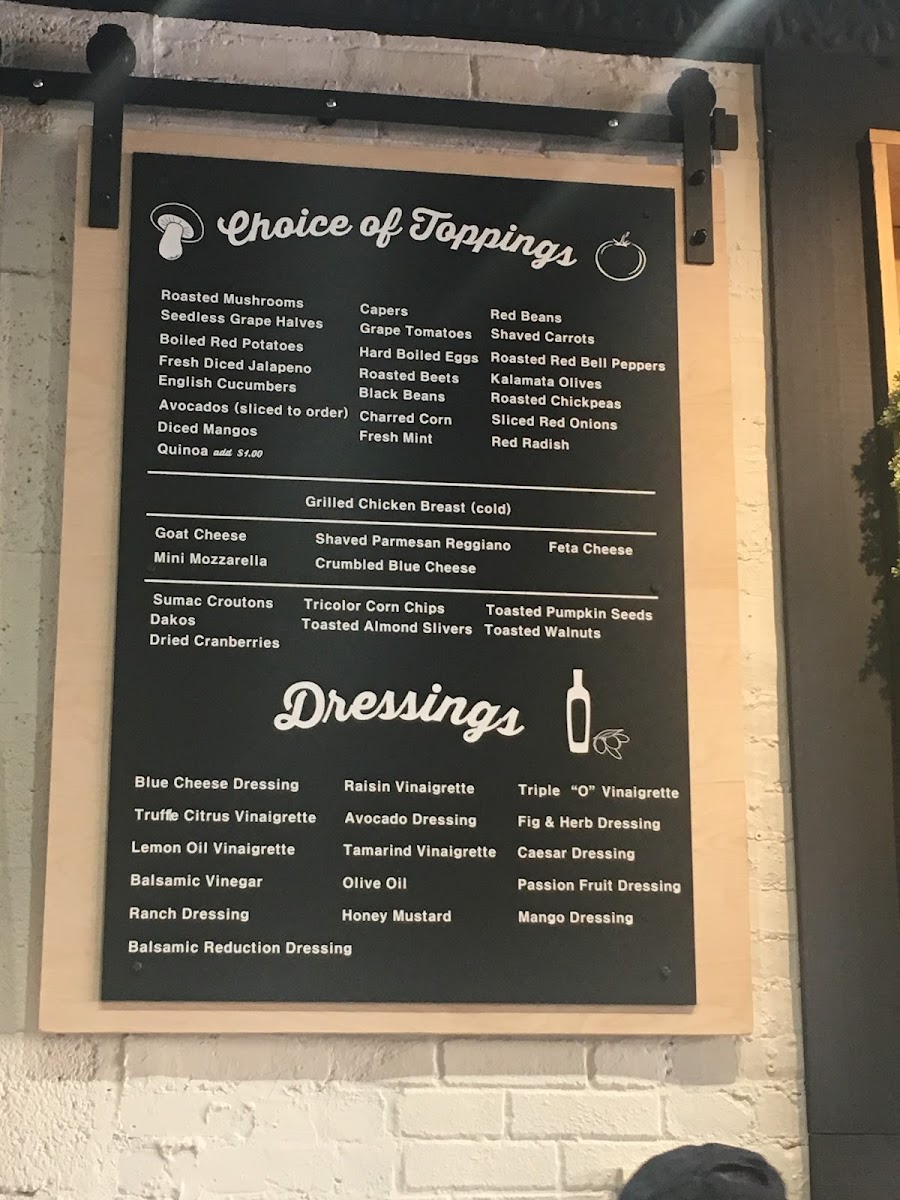 Choice of Toppings
Roasted Mushrooms
Seedless Grape Halves
Boiled Red Potatoes
Fresh Diced Jalapeno
English Cucumbers
Avocados (sliced to order)
Diced Mangos
Quinoa add $1.00
Capers
Grape Tomatoes
Hard Boiled Eggs
Roasted Beets
Black Beans
Charred Corn
Fresh Mint
Red Beans
Shaved Carrots
Roasted Red Bell Peppers
Kalamata Olives
Roasted Chickpeas
Sliced Red Onions
Red Radish
Grilled Chicken Breast (cold)
Goat Cheese
Mini Mozzarella
Shaved Parmesan Reggiano
Crumbled Blue Cheese
Feta Cheese
Sumac Croutons
Dakos
Dried Cranberries
Tricolor Corn Chips
Toasted Almond Slivers
Toasted Pumpkin Seeds
Toasted Walnuts
Dressings
Blue Cheese Dressing
Truffle Citrus Vinaigrette
Lemon Oil Vinaigrette
Balsamic Vinegar
Ranch Dressing
Balsamic Reduction Dressing
Raisin Vinaigrette
Avocado Dressing
Tamarind Vinaigrette
Olive Oil
Honey Mustard
Triple “O” Vinaigrette
Fig & Herb Dressing
Caesar Dressing
Passion Fruit Dressing
Mango Dressing